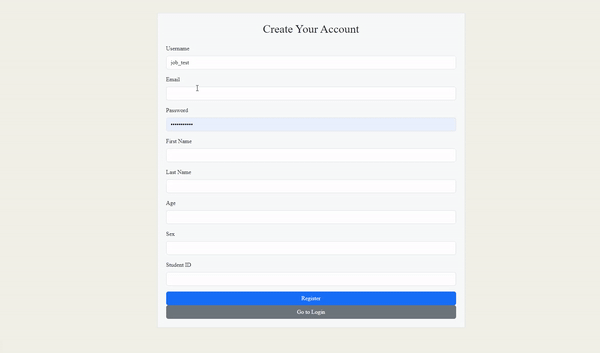 Create Your Account
Username
job_test
Email
Password
•••••••••••
First Name
Last Name
Age
Sex
Student ID
Register
Go to Login